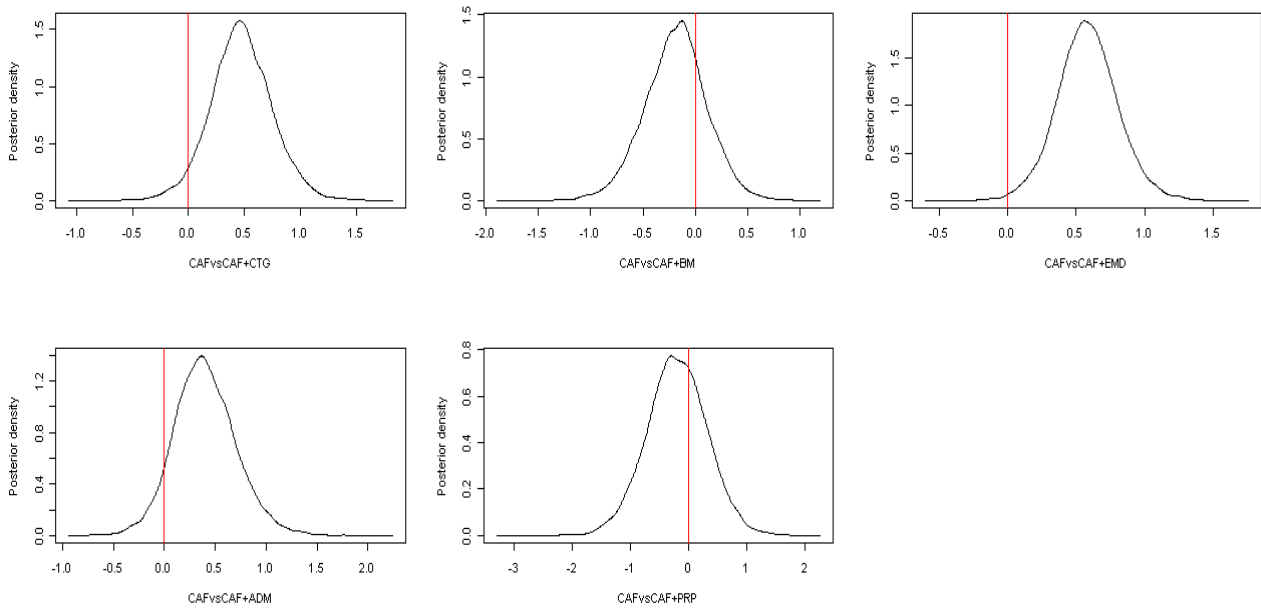 Posterior density
0.0 0.5 1.0 1.5
-1.0 -0.5 0.0 0.5 1.0 1.5
CAFvsCAF+CTG
Posterior density
0.0 0.5 1.0 1.5
-2.0 -1.5 -1.0 -0.5 0.0 0.5 1.0
CAFvsCAF+BM
Posterior density
0.0 0.5 1.0 1.5
-0.5 0.0 0.5 1.0 1.5
CAFvsCAF+EMD
Posterior density
0.0 0.4 0.8 1.2
-1.0 -0.5 0.0 0.5 1.0 1.5 2.0
CAFvsCAF+ADM
Posterior density
0.0 0.2 0.4 0.6 0.8
-3 -2 -1 0 1 2
CAFvsCAF+PRP